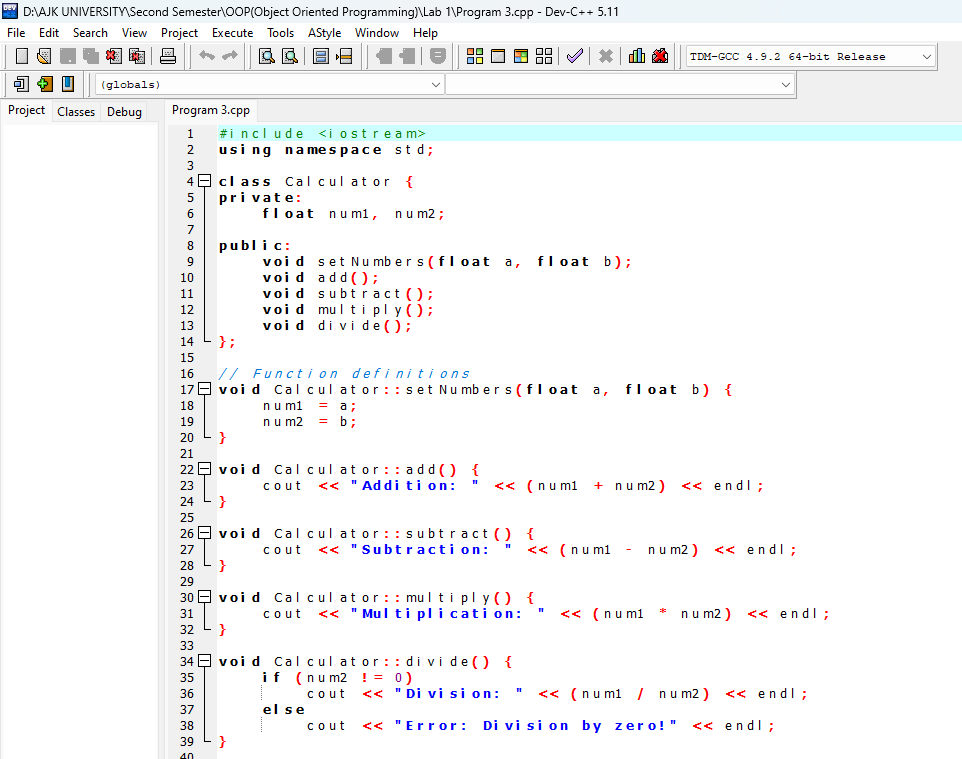 D:\AJK UNIVERSITY\Second Semester\OOP(Object Oriented Programming)\Lab 1\Program 3.cpp - Dev-C++ 5.11
File Edit Search View Project Execute Tools AStyle Window Help
TDM-GCC 4.9.2 64-bit Release
(globals)
Project Classes Debug Program 3.cpp
1 #include <iostream>
2 using namespace std;
3
4 class Calculator {
5 private:
6 float num1, num2;
7
8 public:
9 void setNumbers(float a, float b);
10 void add();
11 void subtract();
12 void multiply();
13 void divide();
14 };
15
16 // Function definitions
17 void Calculator::setNumbers(float a, float b) {
18 num1 = a;
19 num2 = b;
20 }
21
22 void Calculator::add() {
23 cout << "Addition: " << (num1 + num2) << endl;
24 }
25
26 void Calculator::subtract() {
27 cout << "Subtraction: " << (num1 - num2) << endl;
28 }
29
30 void Calculator::multiply() {
31 cout << "Multiplication: " << (num1 * num2) << endl;
32 }
33
34 void Calculator::divide() {
35 if (num2 != 0)
36 cout << "Division: " << (num1 / num2) << endl;
37 else
38 cout << "Error: Division by zero!" << endl;
39 }
40